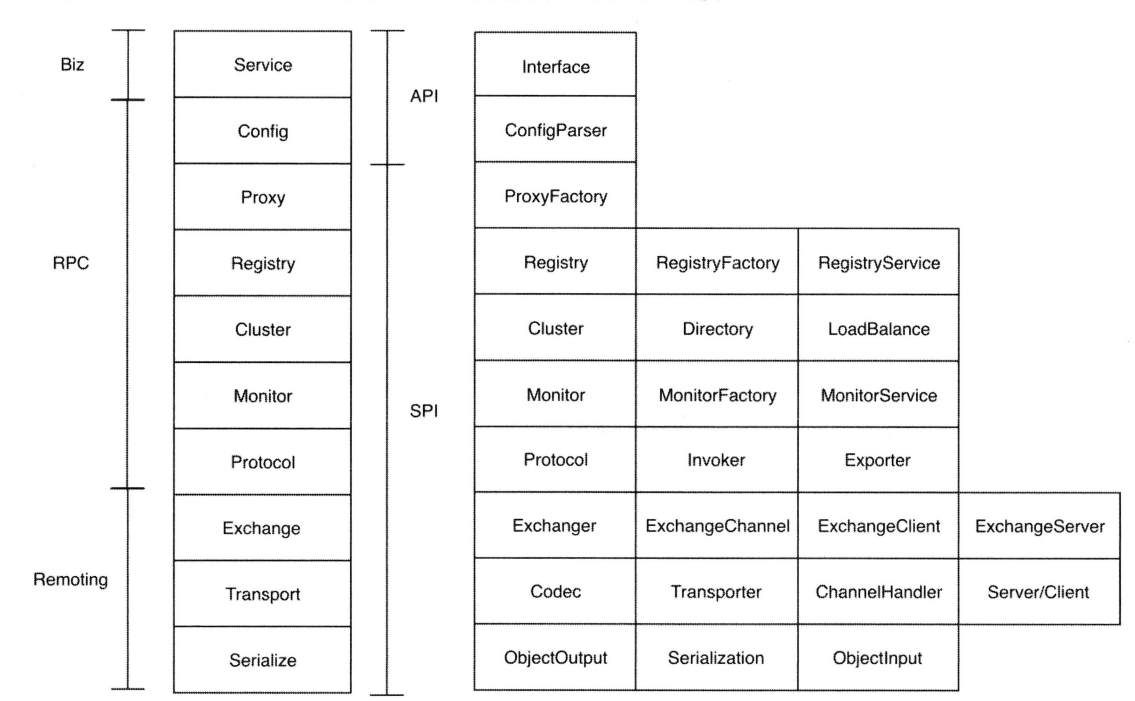 Biz
Service
API
Interface
Config
ConfigParser
Proxy
ProxyFactory
RPC
Registry
Registry
RegistryFactory
RegistryService
Cluster
Cluster
Directory
LoadBalance
Monitor
SPI
Monitor
MonitorFactory
MonitorService
Protocol
Protocol
Invoker
Exporter
Exchange
Exchanger
ExchangeChannel
ExchangeClient
ExchangeServer
Remoting
Transport
Codec
Transporter
ChannelHandler
Server/Client
Serialize
ObjectOutput
Serialization
ObjectInput